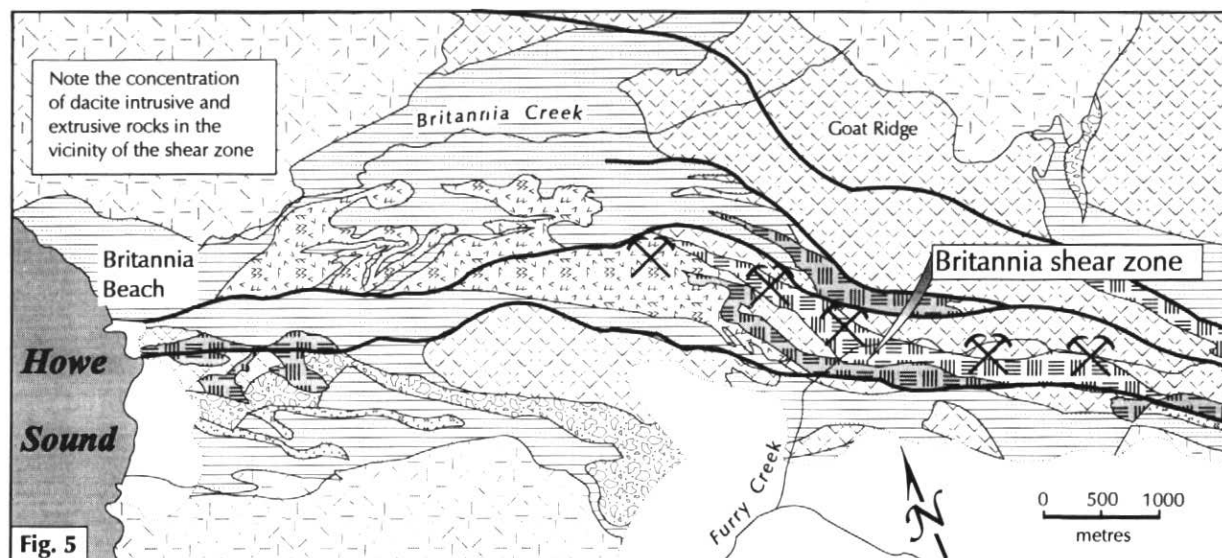 Note the concentration
of dacite intrusive and
extrusive rocks in the
vicinity of the shear zone
Britannia Creek
Goat Ridge
Britannia
Beach
Britannia shear zone
Howe
Sound
Furry Creek
N
0 500 1000
metres
Fig. 5